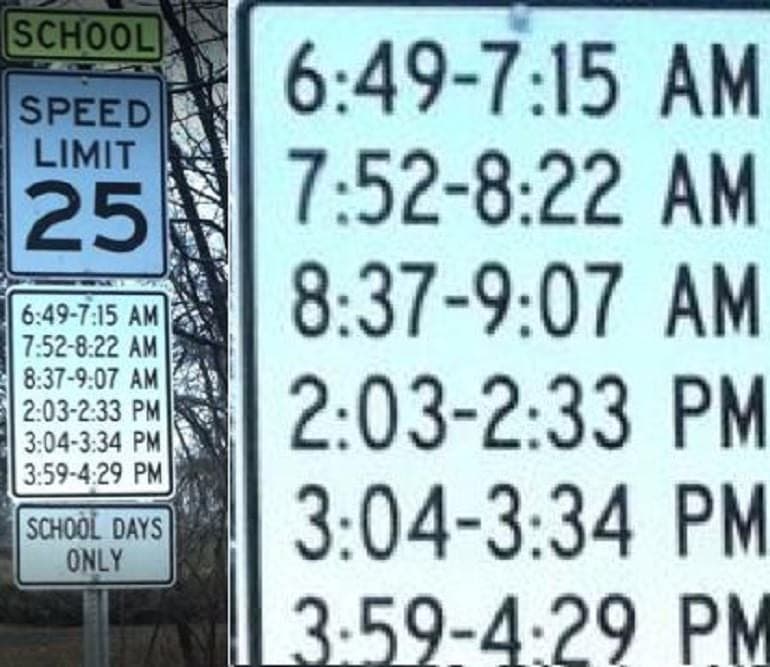 SCHOOL
SPEED
LIMIT
25
6:49-7:15 AM
7:52-8:22 AM
8:37-9:07 AM
2:03-2:33 PM
3:04-3:34 PM
3:59-4:29 PM
SCHOOL DAYS
ONLY
6:49-7:15 AM
7:52-8:22 AM
8:37-9:07 AM
2:03-2:33 PM
3:04-3:34 PM
3:59-4:29 PM